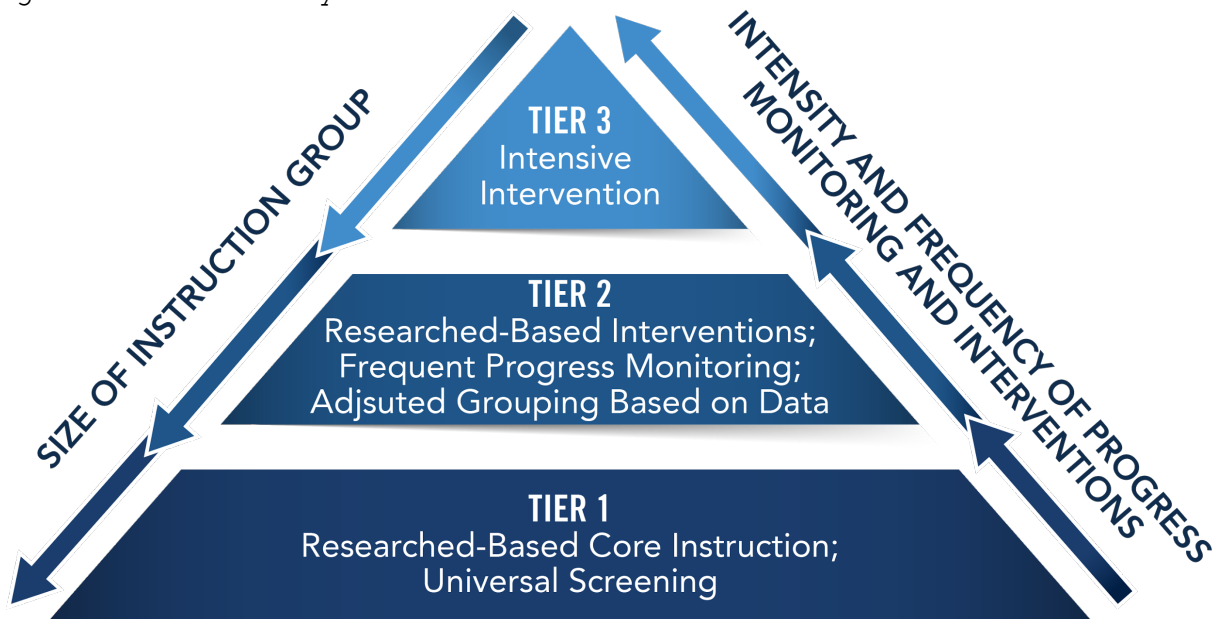 SIZE OF INSTRUCTION GROUP
TIER 3
Intensive
Intervention
TIER 2
Researched-Based Interventions;
Frequent Progress Monitoring;
Adjsuted Grouping Based on Data
TIER 1
Researched-Based Core Instruction;
Universal Screening
INTENSITY AND FREQUENCY OF PROGRESS
MONITORING AND INTERVENTIONS